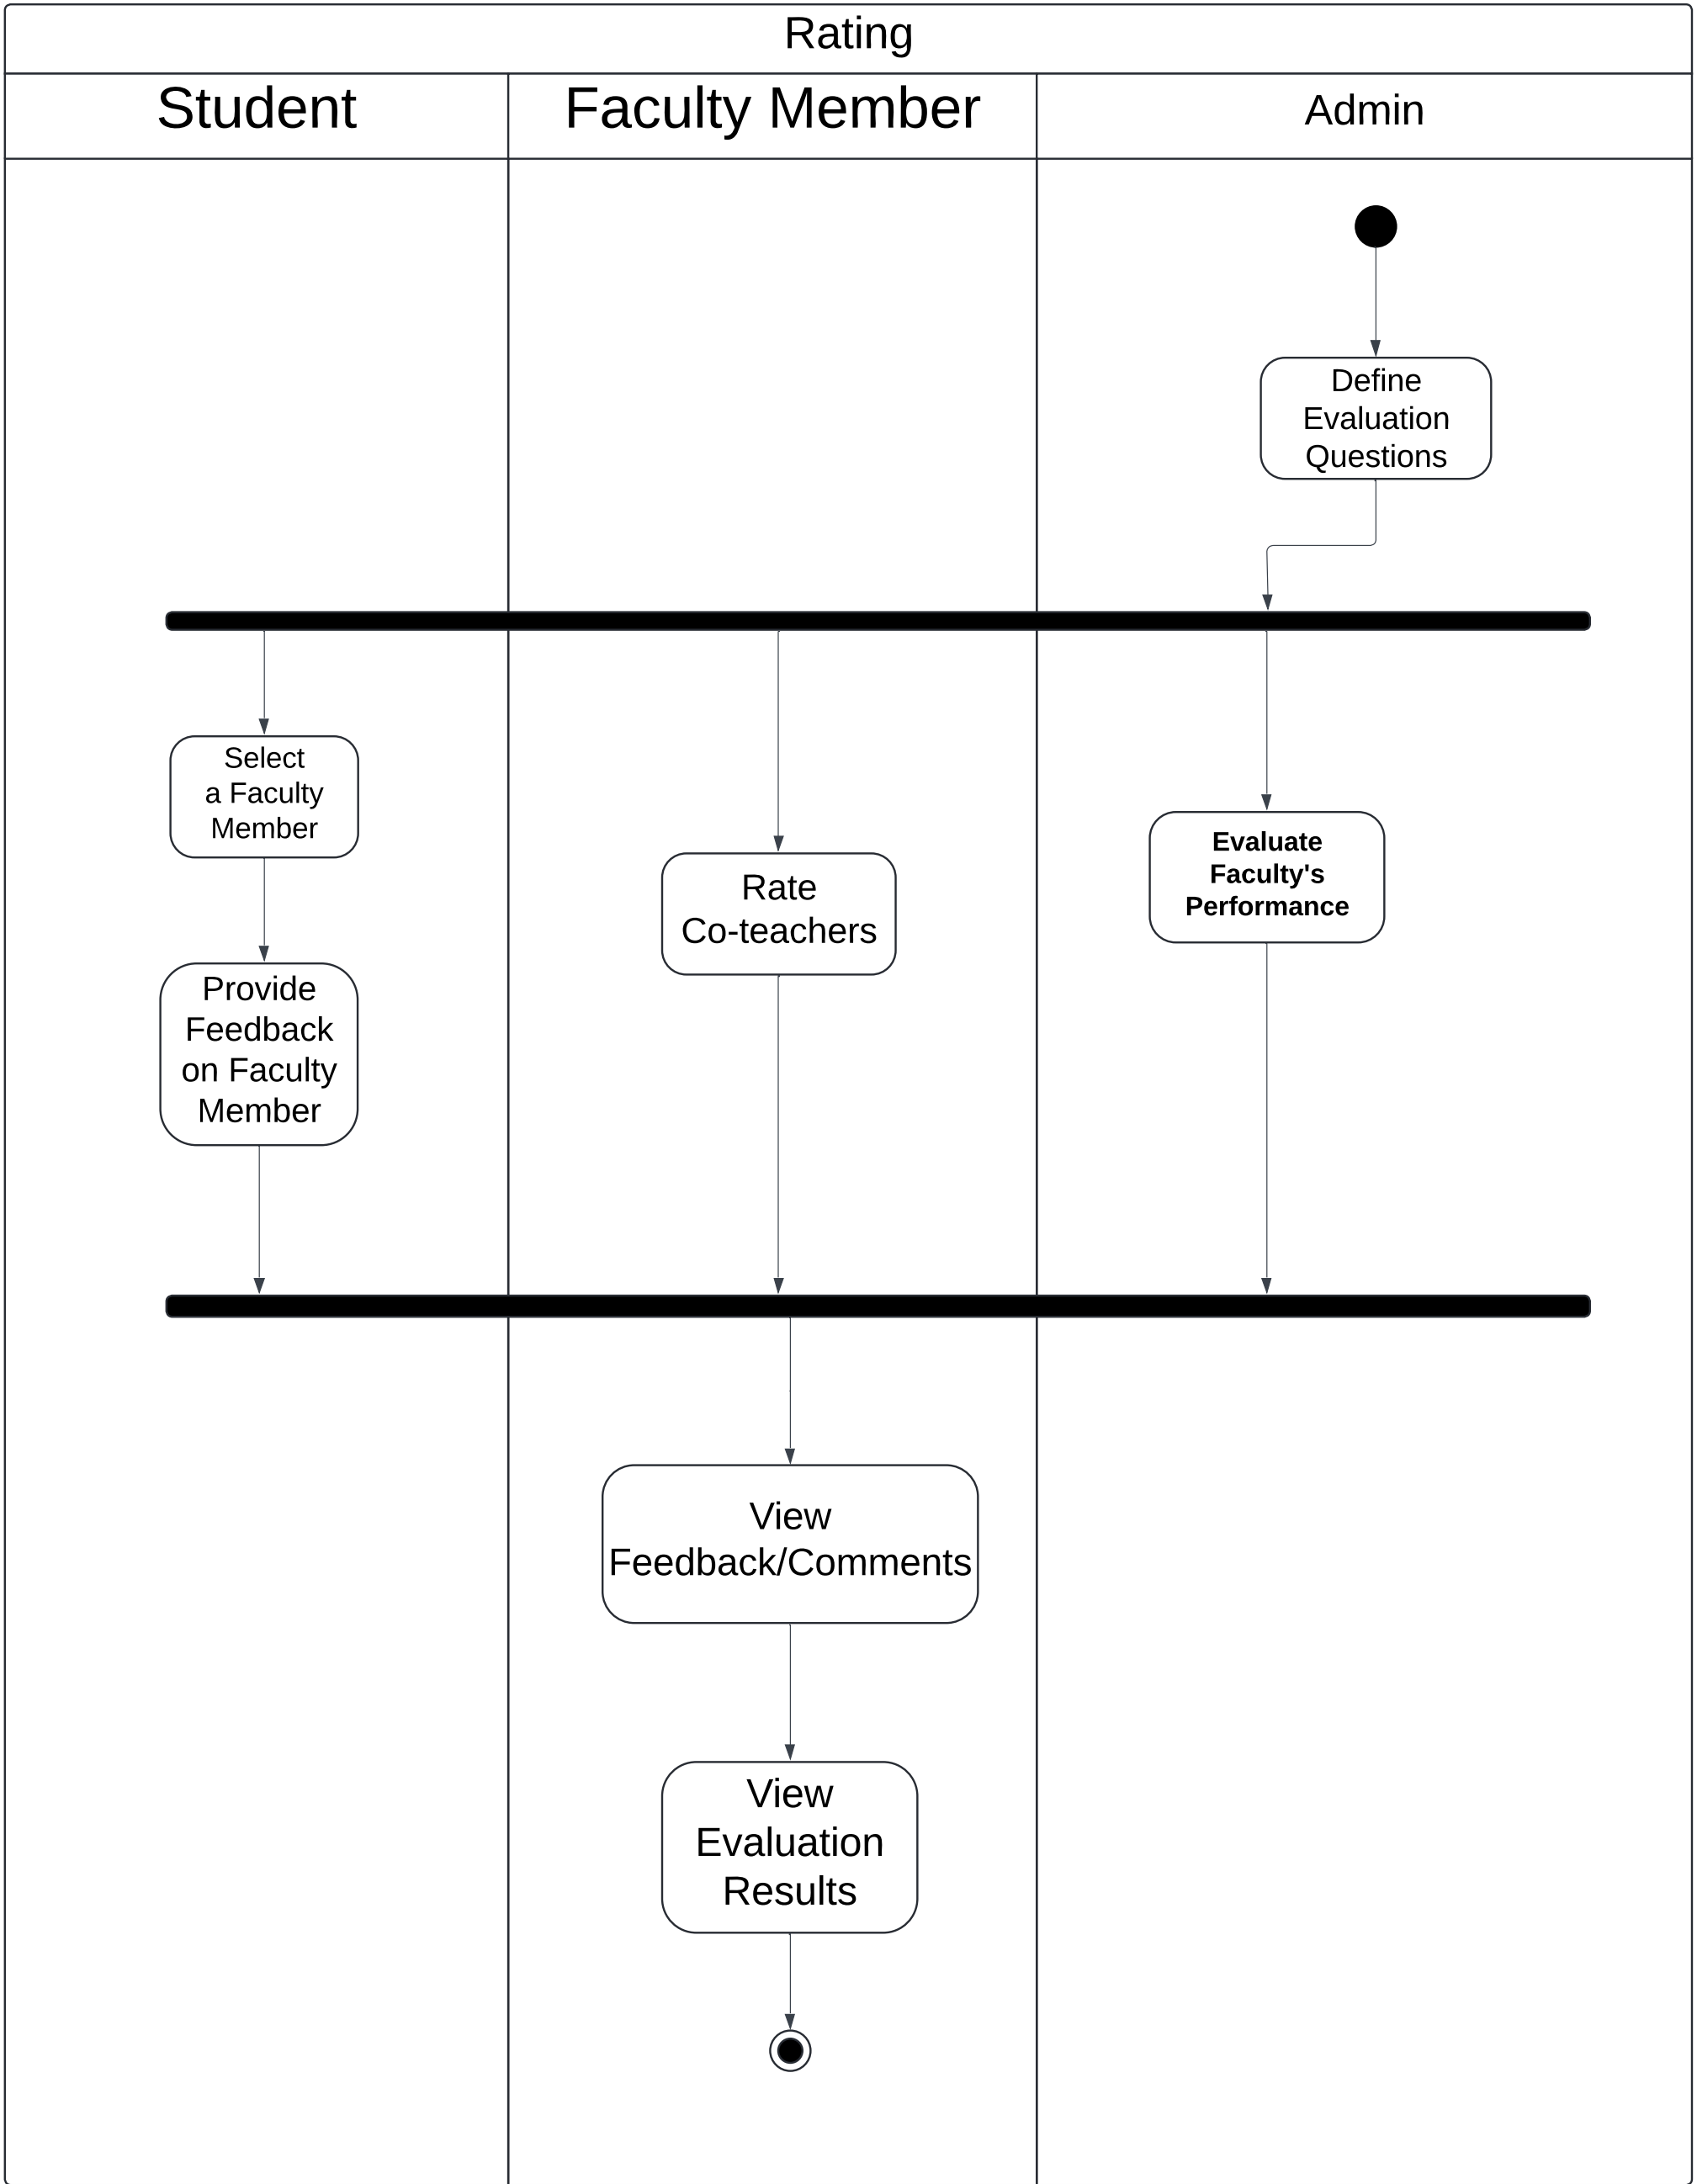 Rating
Student
Faculty Member
Admin
Define
Evaluation
Questions
Select
a Faculty
Member
Provide
Feedback
on Faculty
Member
Rate
Co-teachers
Evaluate
Faculty's
Performance
View
Feedback/Comments
View
Evaluation
Results